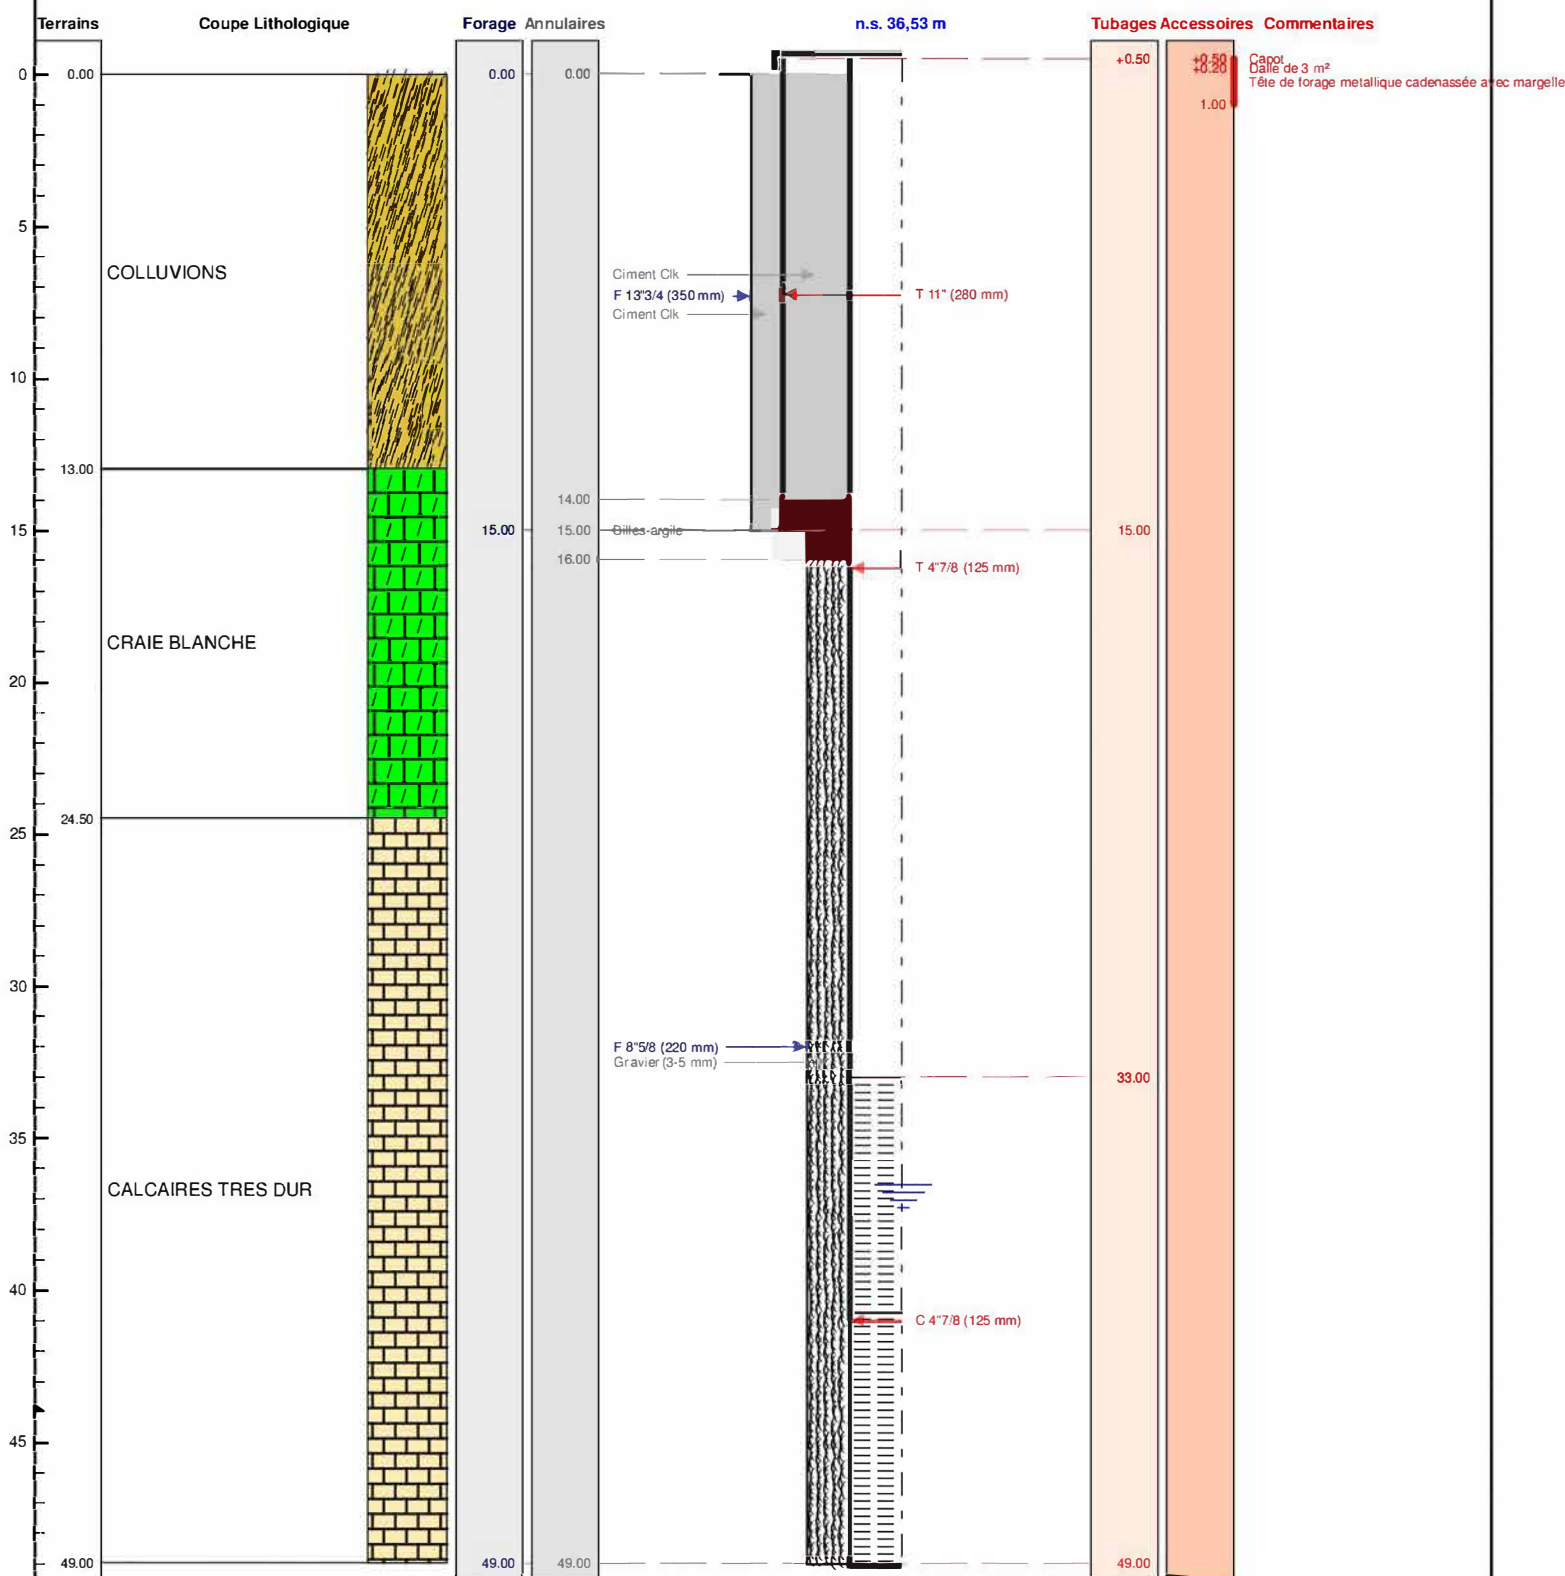 Terrains Coupe Lithologique Forage Annulaires n.s. 36,53 m Tubages Accessoires Commentaires
+0.50 +0.50 Capot
+0.20 Dalle de 3 m²
0 0.00 0.00 0.00
Tête de forage metallique cadenassée avec margelle
1.00
5
COLLUVIONS
Ciment Clk
F 13"3/4 (350 mm) T 11" (280 mm)
Ciment Clk
10
13.00
14.00
15 15.00 15.00 Billes-argile 15.00
16.00
T 4"7/8 (125 mm)
CRAIE BLANCHE
20
24.50
25
30
F 8"5/8 (220 mm)
Gravier (3-5 mm)
33.00
35
CALCAIRES TRES DUR
40
C 4"7/8 (125 mm)
45
49.00 49.00 49.00 49.00